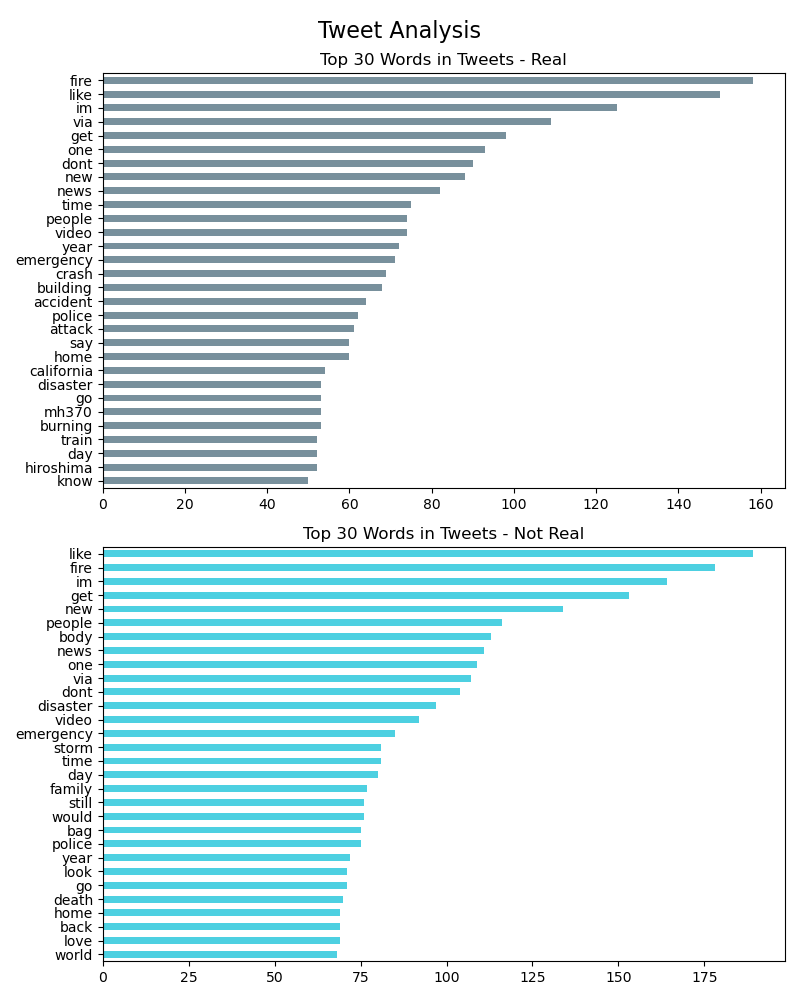 Tweet Analysis
Top 30 Words in Tweets - Real
fire
like
im
via
get
one
dont
new
news
time
people
video
year
emergency
crash
building
accident
police
attack
say
home
california
disaster
go
mh370
burning
train
day
hiroshima
know
0 20 40 60 80 100 120 140 160
Top 30 Words in Tweets - Not Real
like
fire
im
get
new
people
body
news
one
via
dont
disaster
video
emergency
storm
time
day
family
still
would
bag
police
year
look
go
death
home
back
love
world
0 25 50 75 100 125 150 175